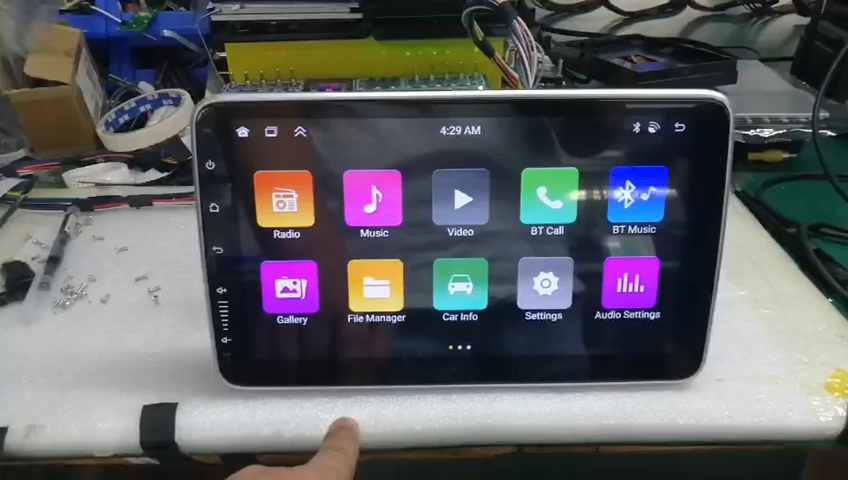 4:29 AM
Radio
Music
Video
BT Call
BT Music
Gallery
File Manager
Car Info
Settings
Audio Settings